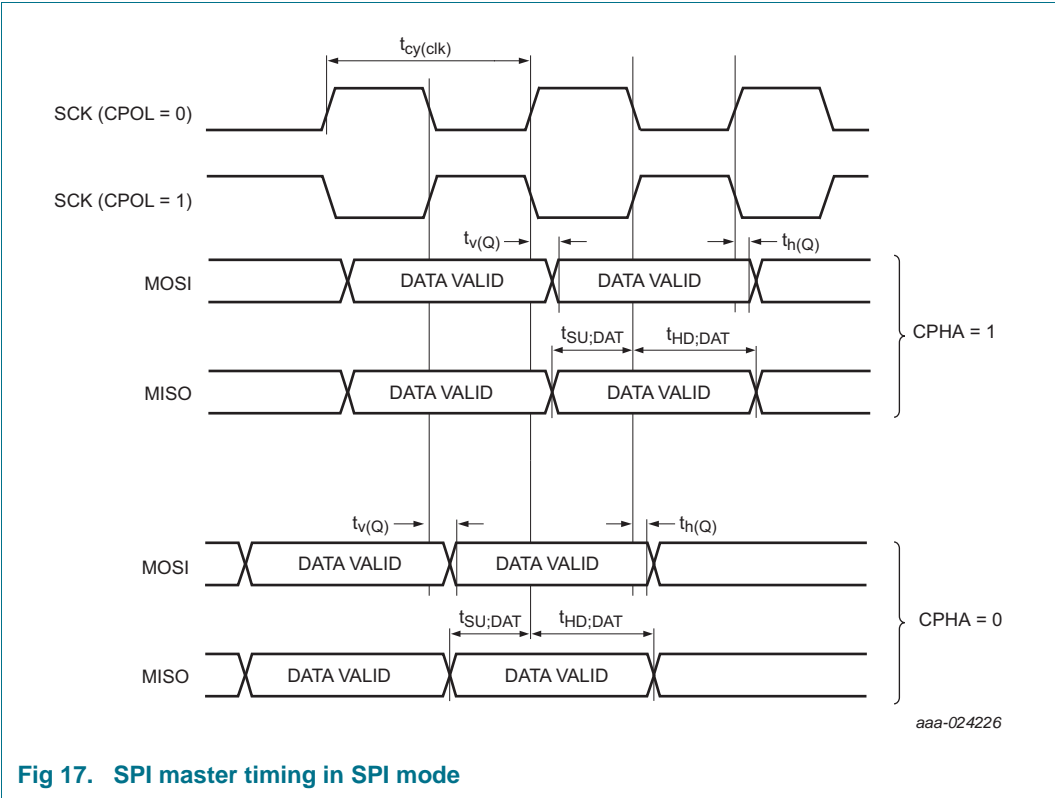 tcy(clk)
SCK (CPOL = 0)
SCK (CPOL = 1)
tv(Q) th(Q)
MOSI DATA VALID DATA VALID
CPHA = 1
tSU;DAT tHD;DAT
MISO DATA VALID DATA VALID
tv(Q) th(Q)
MOSI DATA VALID DATA VALID
CPHA = 0
tSU;DAT tHD;DAT
MISO DATA VALID DATA VALID
aaa-024226
Fig 17. SPI master timing in SPI mode